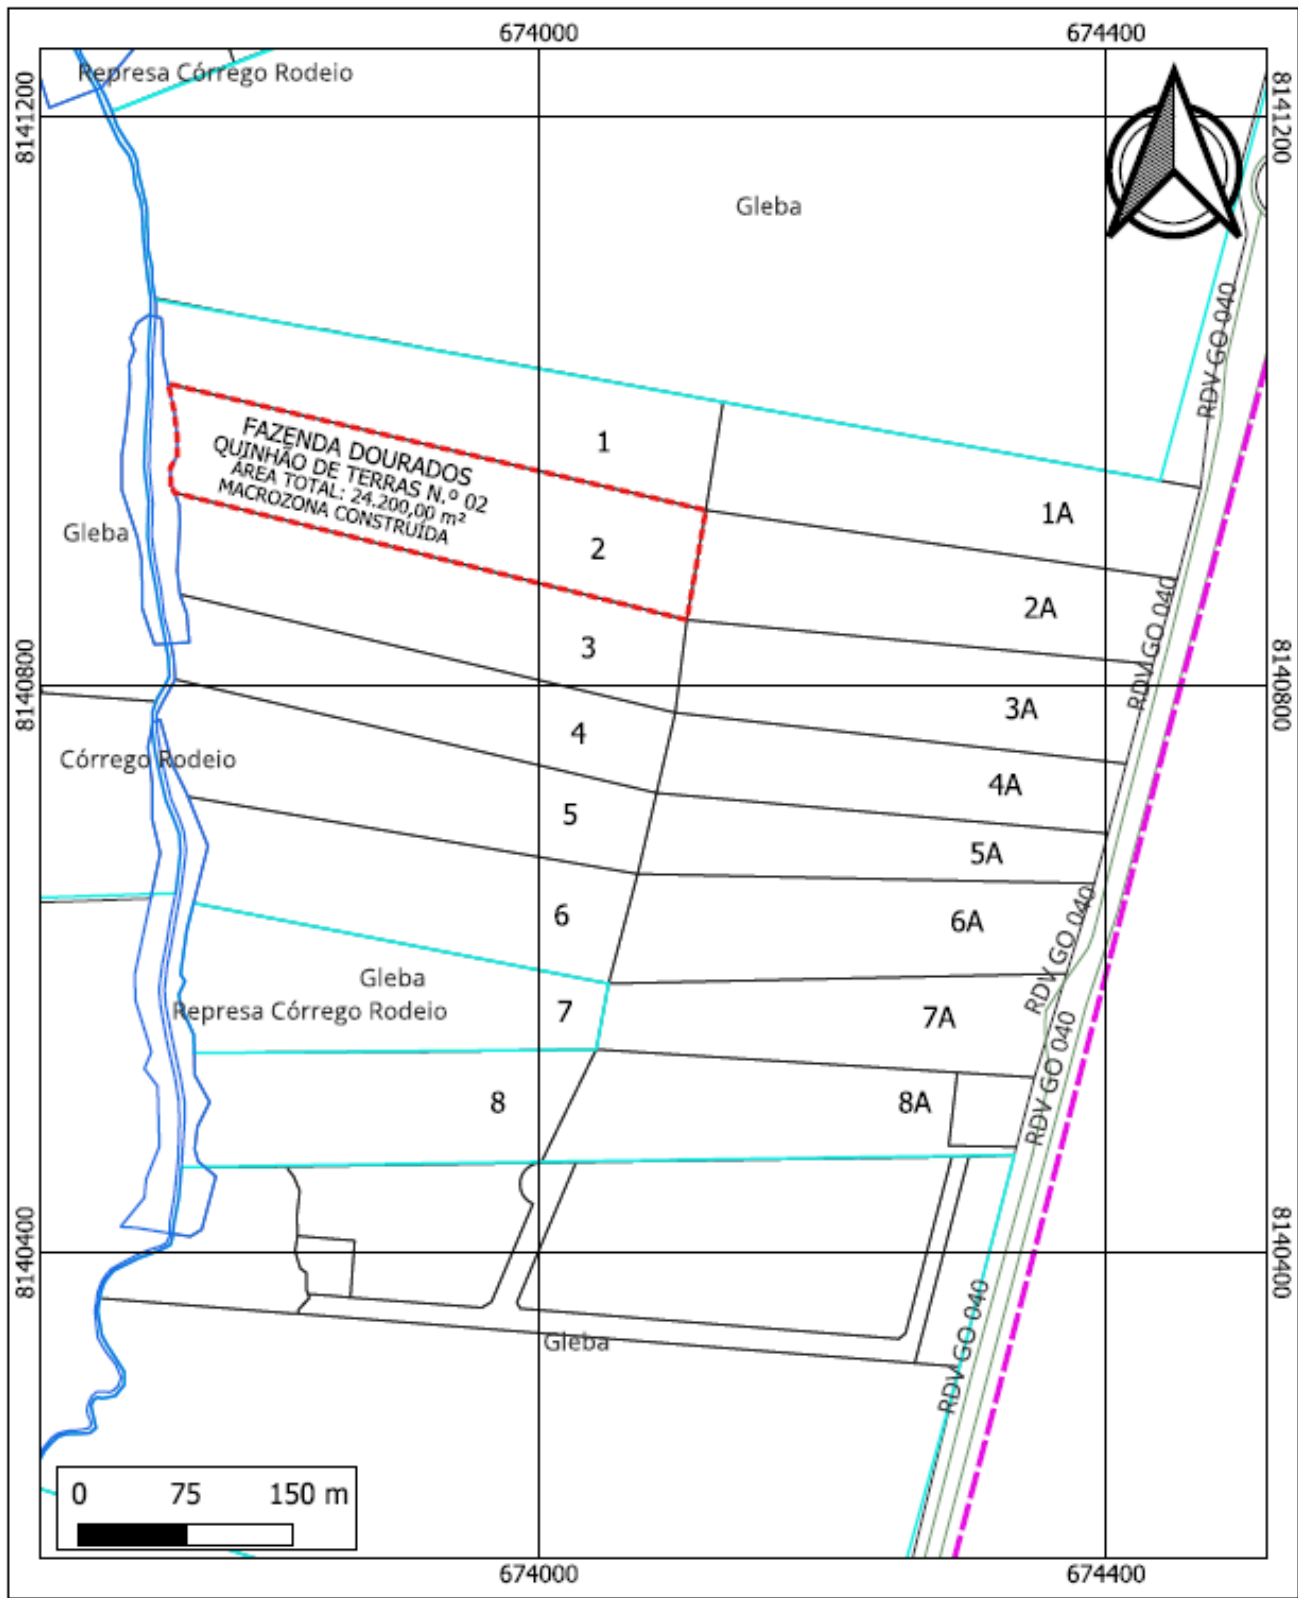 674000
674400
Represa Córrego Rodeio
8141200
8141200
Gleba
RDV GO 040
1
FAZENDA DOURADOS
QUINHÃO DE TERRAS N.º 02
ÁREA TOTAL: 24.200,00 m²
MACROZONA CONSTRUÍDA
1A
Gleba
2
2A
RDV GO 040
3
8140800
8140800
3A
4
Córrego Rodeio
4A
5
5A
6
6A
RDV GO 040
Gleba
Represa Córrego Rodeio
7
7A
RDV GO 040
8
8A
8140400
8140400
Gleba
RDV GO 040
0 75 150 m
674000
674400